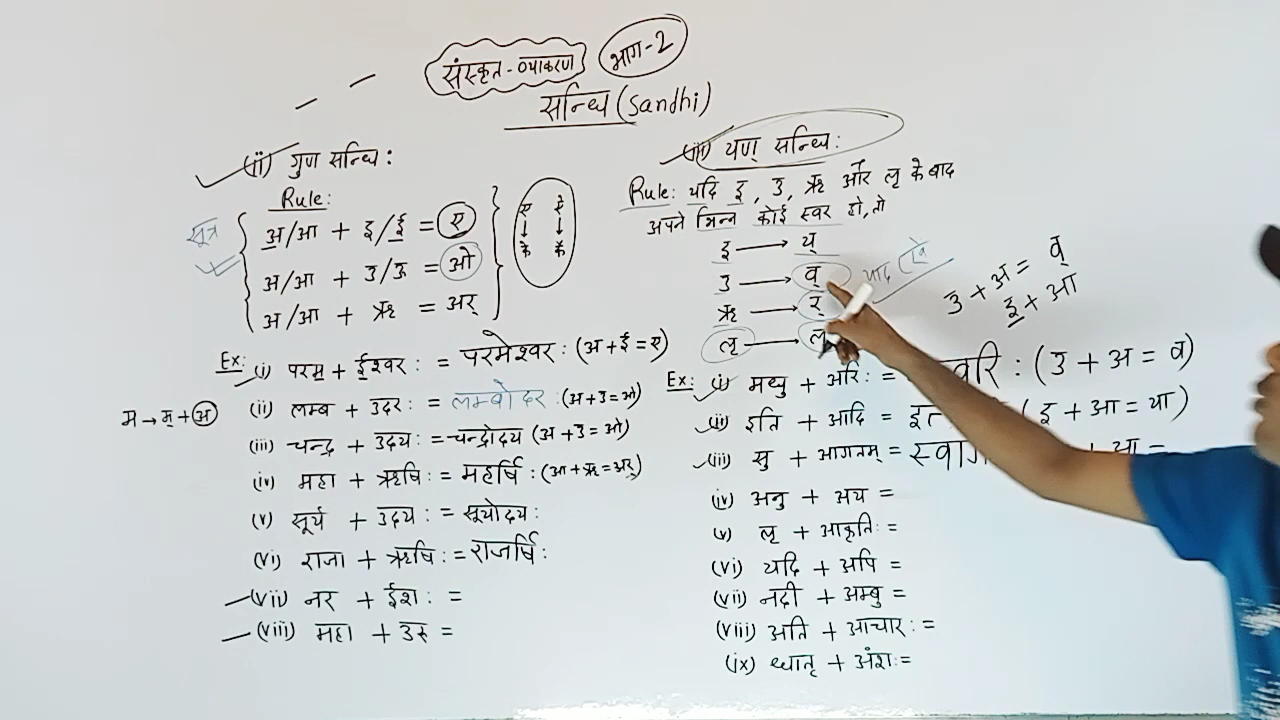 संस्कृत-व्याकरण भाग-2
सन्धि (Sandhi)
(ii) गुण सन्धि:
Rule:
सूत्र
अ/आ + इ/ई = ए
अ/आ + उ/ऊ = ओ
अ/आ + ऋ = अर्
ए ऐ
↓ ↓
के कै
Ex: (i) परम + ईश्वर: = परमेश्वर: (अ+ई=ए)
म → म् + अ
(ii) लम्ब + उदर: = लम्बोदर: (अ+उ=ओ)
(iii) चन्द्र + उदय: = चन्द्रोदय (अ+उ=ओ)
(iv) महा + ऋषि: = महर्षि: (आ+ऋ=अर्)
(v) सूर्य + उदय: = सूर्योदय:
(vi) राजा + ऋषि: = राजर्षि:
(vii) नर + ईश: =
(viii) महा + उरु =
(iii) यण् सन्धि:
Rule: यदि इ, उ, ऋ और लृ के बाद
अपने भिन्न कोई स्वर हो, तो
इ → य्
उ → व्
ऋ → र्
लृ → ल्
याद
उ + अ = व्
इ + आ
Ex: (i) मधु + अरि: = वरि: (उ + अ = व)
(ii) इति + आदि = इत (इ + आ = या)
(iii) सु + आगतम् = स्वाग + आ =
(iv) अनु + अय =
(v) लृ + आकृति: =
(vi) यदि + अपि =
(vii) नदी + अम्बु =
(viii) अति + आचार: =
(ix) धातृ + अंश: =